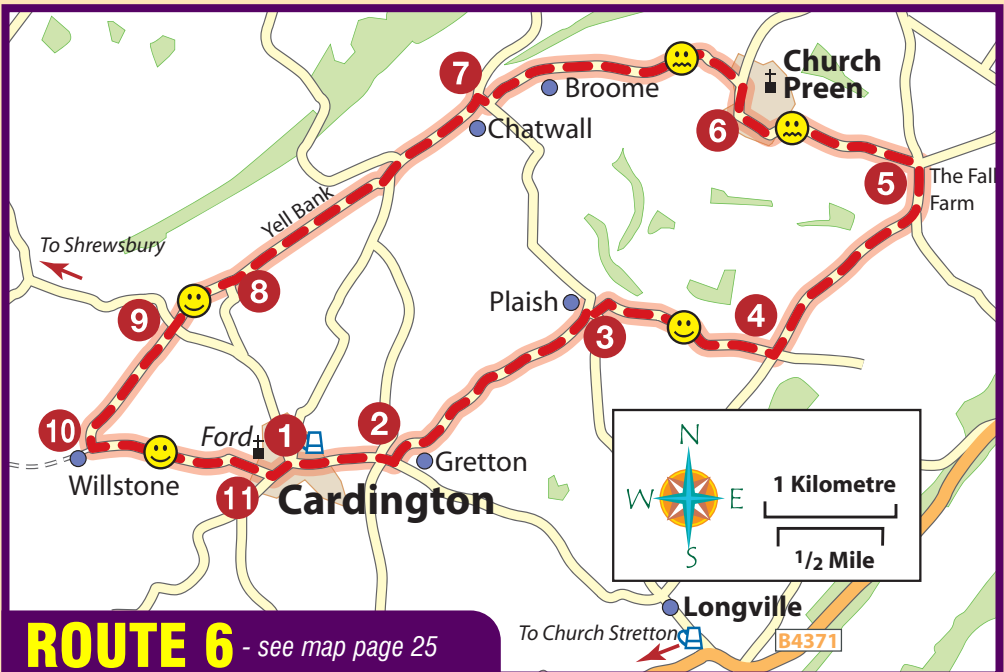 7
Broome
Church
Preen
Chatwall
6
5
The Fall
Farm
Yell Bank
To Shrewsbury
8
9
Plaish
3
4
10
Ford
1
2
Gretton
Willstone
11
Cardington
N
W
E
S
1 Kilometre
1/2 Mile
Longville
To Church Stretton
B4371
ROUTE 6 - see map page 25